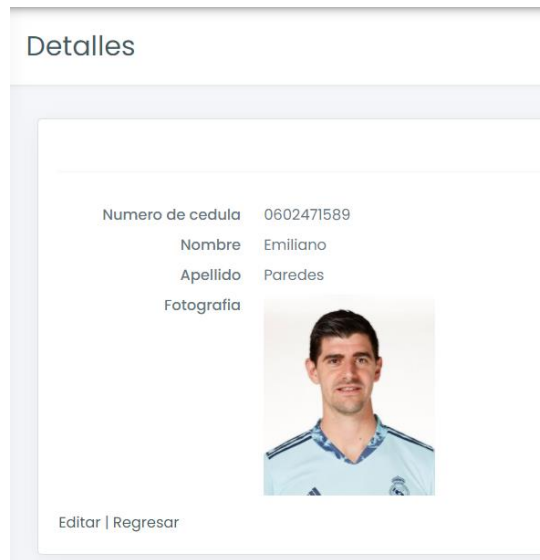 Detalles
Numero de cedula 0602471589
Nombre Emiliano
Apellido Paredes
Fotografia
Editar | Regresar